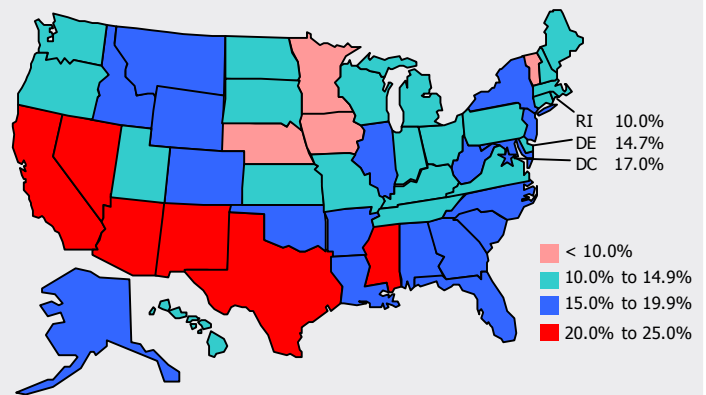 RI 10.0%
DE 14.7%
DC 17.0%
< 10.0%
10.0% to 14.9%
15.0% to 19.9%
20.0% to 25.0%